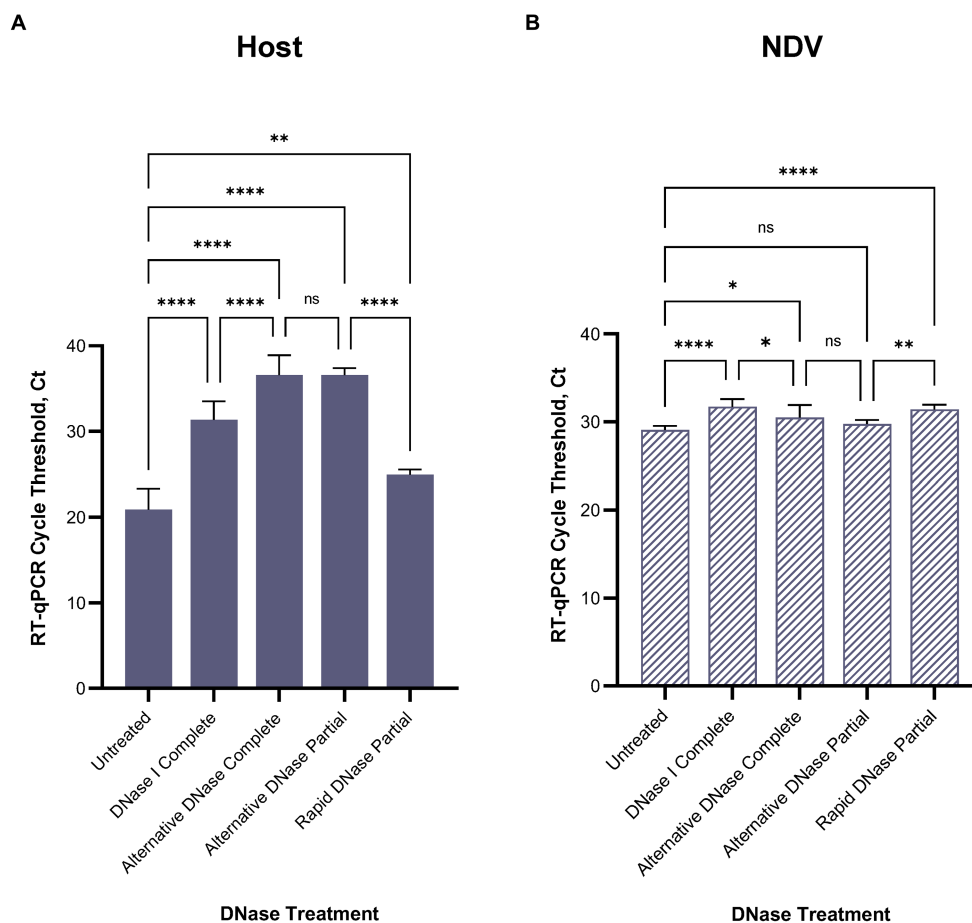 A
Host
**
****
****
****
****
ns
****
RT-qPCR Cycle Threshold, Ct
40
30
20
10
0
Untreated
DNase I Complete
Alternative DNase Complete
Alternative DNase Partial
Rapid DNase Partial
DNase Treatment
B
NDV
****
ns
*
****
*
ns
**
RT-qPCR Cycle Threshold, Ct
40
30
20
10
0
Untreated
DNase I Complete
Alternative DNase Complete
Alternative DNase Partial
Rapid DNase Partial
DNase Treatment